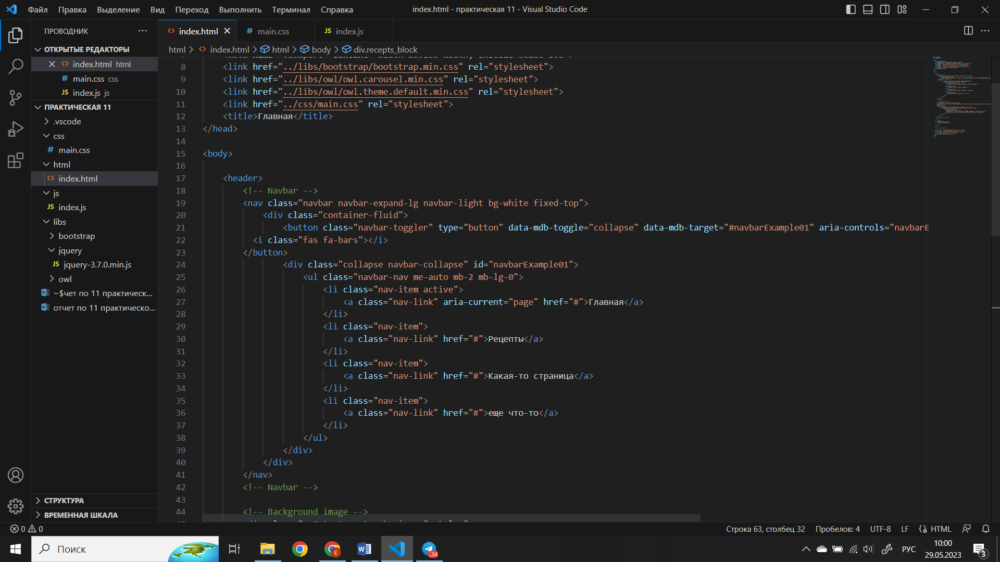 Файл Правка Выделение Вид Переход Выполнить Терминал Справка
index.html - практическая 11 - Visual Studio Code
ПРОВОДНИК
ОТКРЫТЫЕ РЕДАКТОРЫ
index.html html
# main.css css
JS index.js js
ПРАКТИЧЕСКАЯ 11
.vscode
css
# main.css
html
index.html
js
JS index.js
libs
bootstrap
jquery
JS jquery-3.7.0.min.js
owl
~$чет по 11 практическ...
отчет по 11 практическо...
СТРУКТУРА
ВРЕМЕННАЯ ШКАЛА
index.html
# main.css
JS index.js
html > index.html > html > body > div.recepts_block
8 <link href="../libs/bootstrap/bootstrap.min.css" rel="stylesheet">
9 <link href="../libs/owl/owl.carousel.min.css" rel="stylesheet">
10 <link href="../libs/owl/owl.theme.default.min.css" rel="stylesheet">
11 <link href="../css/main.css" rel="stylesheet">
12 <title>Главная</title>
13 </head>
14
15 <body>
16
17 <header>
18 <!-- Navbar -->
19 <nav class="navbar navbar-expand-lg navbar-light bg-white fixed-top">
20 <div class="container-fluid">
21 <button class="navbar-toggler" type="button" data-mdb-toggle="collapse" data-mdb-target="#navbarExample01" aria-controls="navbarE
22 <i class="fas fa-bars"></i>
23 </button>
24 <div class="collapse navbar-collapse" id="navbarExample01">
25 <ul class="navbar-nav me-auto mb-2 mb-lg-0">
26 <li class="nav-item active">
27 <a class="nav-link" aria-current="page" href="#">Главная</a>
28 </li>
29 <li class="nav-item">
30 <a class="nav-link" href="#">Рецепты</a>
31 </li>
32 <li class="nav-item">
33 <a class="nav-link" href="#">Какая-то страница</a>
34 </li>
35 <li class="nav-item">
36 <a class="nav-link" href="#">еще что-то</a>
37 </li>
38 </ul>
39 </div>
40 </div>
41 </nav>
42 <!-- Navbar -->
43
44 <!-- Background image -->
0 0
Строка 63, столбец 32 Пробелов: 4 UTF-8 LF HTML
Поиск
34
РУС
10:00
29.05.2023
3